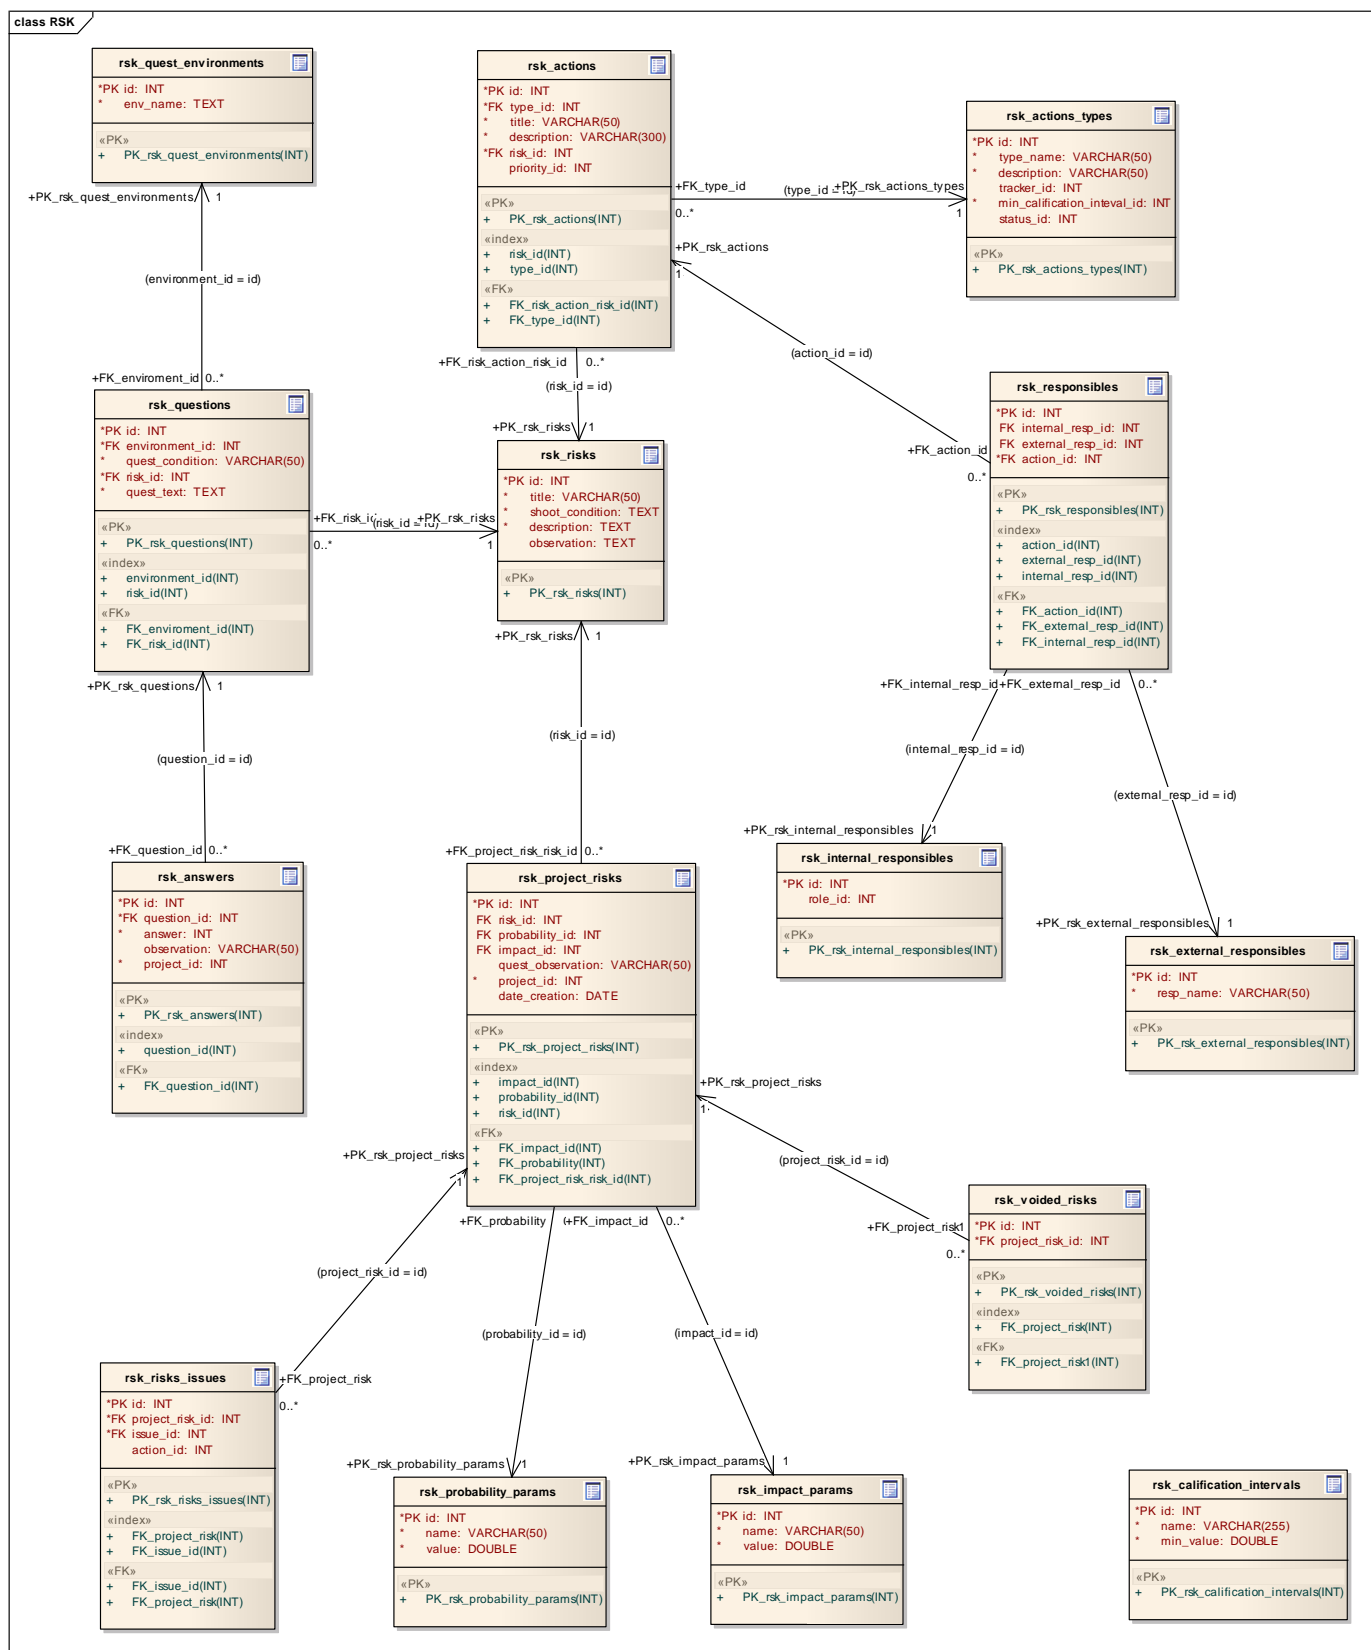 class RSK
rsk_quest_environments
*PK id: INT
* env_name: TEXT
«PK»
+ PK_rsk_quest_environments(INT)
+PK_rsk_quest_environments 1
(environment_id = id)
+FK_enviroment_id 0..*
rsk_questions
*PK id: INT
*FK environment_id: INT
* quest_condition: VARCHAR(50)
*FK risk_id: INT
* quest_text: TEXT
«PK»
+ PK_rsk_questions(INT)
«index»
+ environment_id(INT)
+ risk_id(INT)
«FK»
+ FK_enviroment_id(INT)
+ FK_risk_id(INT)
+PK_rsk_questions 1
(question_id = id)
+FK_question_id 0..*
rsk_answers
*PK id: INT
*FK question_id: INT
* answer: INT
observation: VARCHAR(50)
* project_id: INT
«PK»
+ PK_rsk_answers(INT)
«index»
+ question_id(INT)
«FK»
+ FK_question_id(INT)
rsk_actions
*PK id: INT
*FK type_id: INT
* title: VARCHAR(50)
* description: VARCHAR(300)
*FK risk_id: INT
priority_id: INT
«PK»
+ PK_rsk_actions(INT)
«index»
+ risk_id(INT)
+ type_id(INT)
«FK»
+ FK_risk_action_risk_id(INT)
+ FK_type_id(INT)
+FK_type_id
0..*
(type_id = id)
+PK_rsk_actions_types
1
rsk_actions_types
*PK id: INT
* type_name: VARCHAR(50)
* description: VARCHAR(50)
tracker_id: INT
* min_calification_inteval_id: INT
status_id: INT
«PK»
+ PK_rsk_actions_types(INT)
+PK_rsk_actions
1
(action_id = id)
+FK_action_id
0..*
rsk_responsibles
*PK id: INT
FK internal_resp_id: INT
FK external_resp_id: INT
*FK action_id: INT
«PK»
+ PK_rsk_responsibles(INT)
«index»
+ action_id(INT)
+ external_resp_id(INT)
+ internal_resp_id(INT)
«FK»
+ FK_action_id(INT)
+ FK_external_resp_id(INT)
+ FK_internal_resp_id(INT)
+FK_risk_action_risk_id 0..*
(risk_id = id)
+PK_rsk_risks 1
rsk_risks
*PK id: INT
* title: VARCHAR(50)
* shoot_condition: TEXT
* description: TEXT
observation: TEXT
«PK»
+ PK_rsk_risks(INT)
+FK_risk_id
0..*
(risk_id = id)
+PK_rsk_risks
1
+PK_rsk_risks 1
(risk_id = id)
+FK_project_risk_risk_id 0..*
rsk_project_risks
*PK id: INT
FK risk_id: INT
FK probability_id: INT
FK impact_id: INT
quest_observation: VARCHAR(50)
* project_id: INT
date_creation: DATE
«PK»
+ PK_rsk_project_risks(INT)
«index»
+ impact_id(INT)
+ probability_id(INT)
+ risk_id(INT)
«FK»
+ FK_impact_id(INT)
+ FK_probability(INT)
+ FK_project_risk_risk_id(INT)
+FK_internal_resp_id
+FK_external_resp_id 0..*
(internal_resp_id = id)
+PK_rsk_internal_responsibles 1
rsk_internal_responsibles
*PK id: INT
role_id: INT
«PK»
+ PK_rsk_internal_responsibles(INT)
(external_resp_id = id)
+PK_rsk_external_responsibles 1
rsk_external_responsibles
*PK id: INT
* resp_name: VARCHAR(50)
«PK»
+ PK_rsk_external_responsibles(INT)
+PK_rsk_project_risks
1
(project_risk_id = id)
+FK_project_risk1
0..*
rsk_voided_risks
*PK id: INT
*FK project_risk_id: INT
«PK»
+ PK_rsk_voided_risks(INT)
«index»
+ FK_project_risk(INT)
«FK»
+ FK_project_risk1(INT)
+PK_rsk_project_risks
1
(project_risk_id = id)
+FK_project_risk
0..*
rsk_risks_issues
*PK id: INT
*FK project_risk_id: INT
*FK issue_id: INT
action_id: INT
«PK»
+ PK_rsk_risks_issues(INT)
«index»
+ FK_project_risk(INT)
+ FK_issue_id(INT)
«FK»
+ FK_issue_id(INT)
+ FK_project_risk(INT)
+FK_probability
+FK_impact_id 0..*
(probability_id = id)
+PK_rsk_probability_params 1
rsk_probability_params
*PK id: INT
* name: VARCHAR(50)
* value: DOUBLE
«PK»
+ PK_rsk_probability_params(INT)
(impact_id = id)
+PK_rsk_impact_params 1
rsk_impact_params
*PK id: INT
* name: VARCHAR(50)
* value: DOUBLE
«PK»
+ PK_rsk_impact_params(INT)
rsk_calification_intervals
*PK id: INT
* name: VARCHAR(255)
* min_value: DOUBLE
«PK»
+ PK_rsk_calification_intervals(INT)